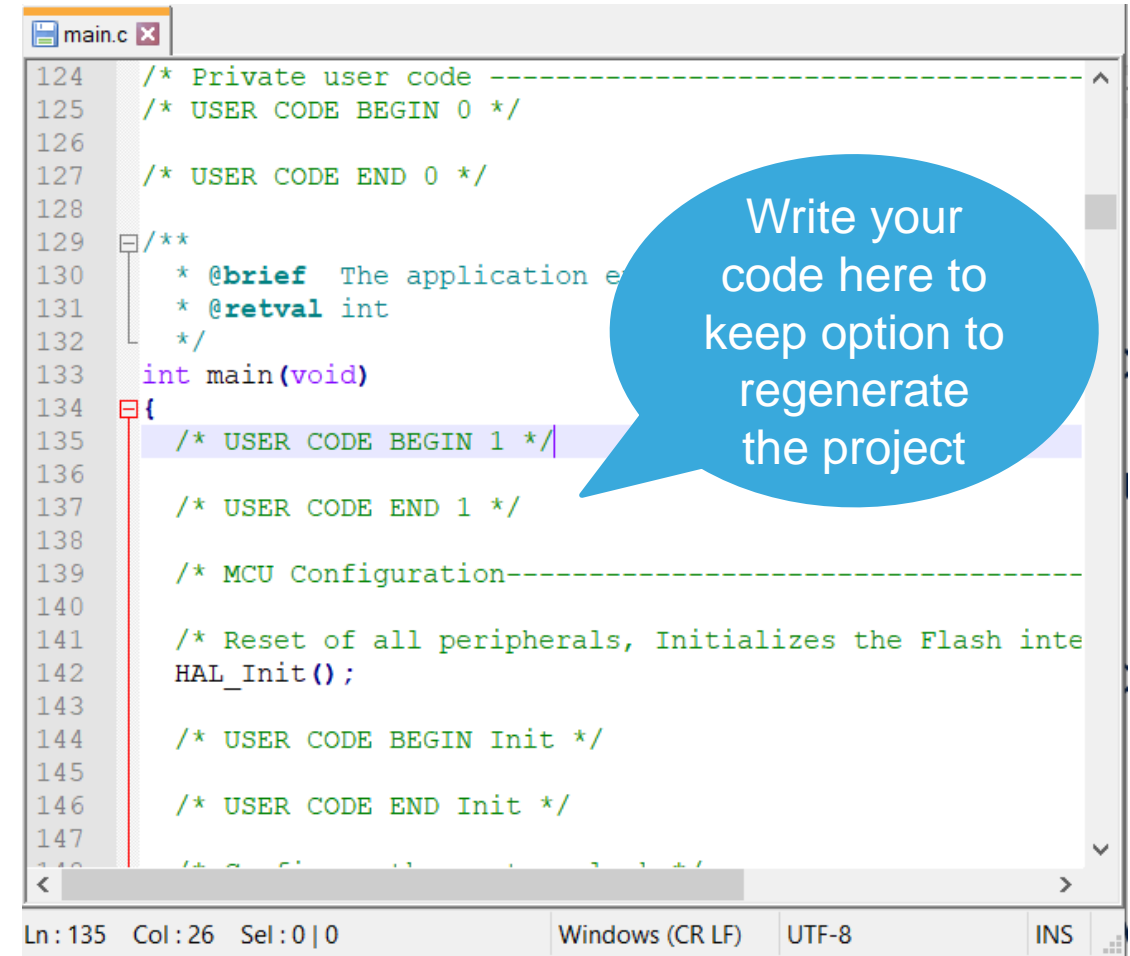 main.c
124 /* Private user code ------------------------------------
125 /* USER CODE BEGIN 0 */
126
127 /* USER CODE END 0 */
128
129 /**
130 * @brief The application e
131 * @retval int
132 */
133 int main(void)
134 {
135 /* USER CODE BEGIN 1 */
136
137 /* USER CODE END 1 */
138
139 /* MCU Configuration-----------------------------------
140
141 /* Reset of all peripherals, Initializes the Flash inte
142 HAL_Init();
143
144 /* USER CODE BEGIN Init */
145
146 /* USER CODE END Init */
147
Write your
code here to
keep option to
regenerate
the project
Ln : 135 Col : 26 Sel : 0 | 0 Windows (CR LF) UTF-8 INS